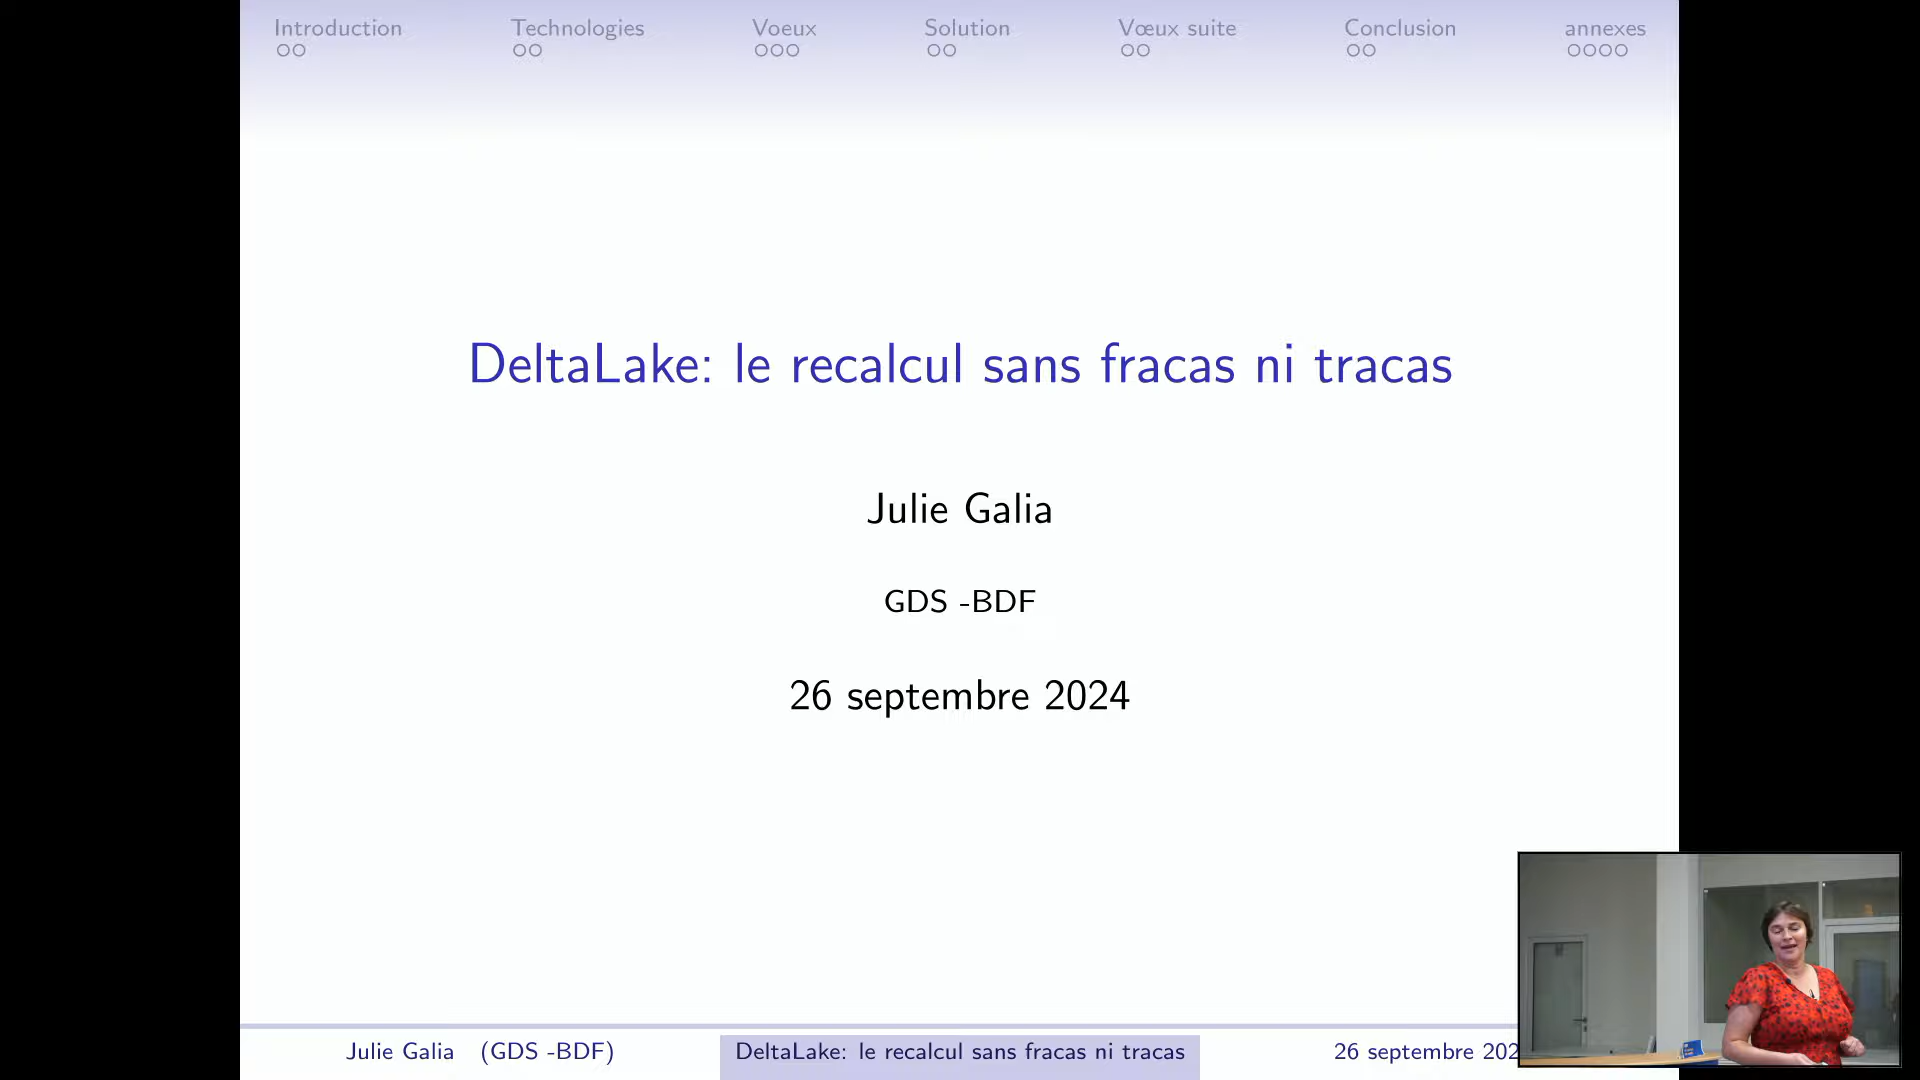 Introduction Technologies Voeux Solution Vœux suite Conclusion annexes
DeltaLake: le recalcul sans fracas ni tracas
Julie Galia
GDS -BDF
26 septembre 2024
Julie Galia (GDS -BDF) DeltaLake: le recalcul sans fracas ni tracas 26 septembre 202